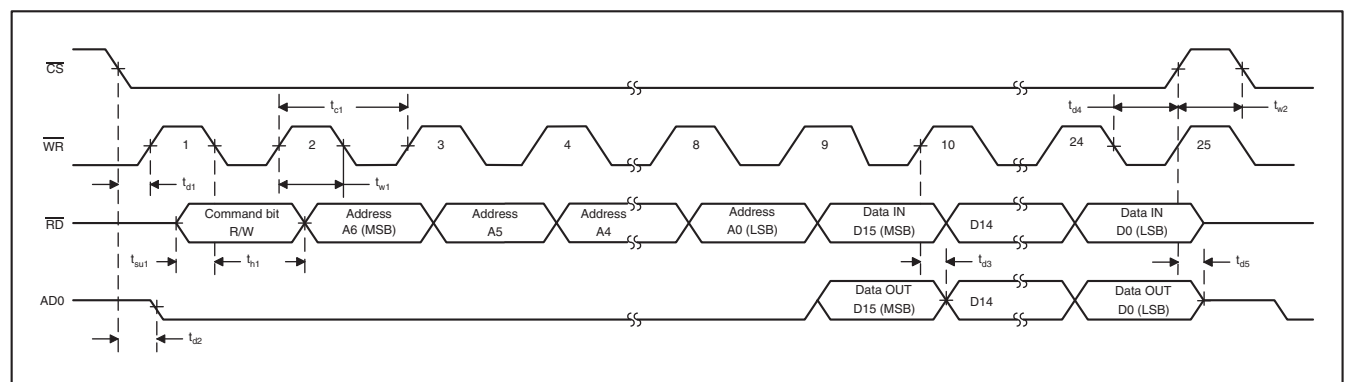 CS
t_c1
t_d4
t_w2
WR
1 2 3 4 8 9 10 24 25
t_d1
t_w1
RD
Command bit R/W
Address A6 (MSB)
Address A5
Address A4
Address A0 (LSB)
Data IN D15 (MSB)
D14
Data IN D0 (LSB)
t_su1
t_h1
t_d3
t_d5
AD0
Data OUT D15 (MSB)
D14
Data OUT D0 (LSB)
t_d2